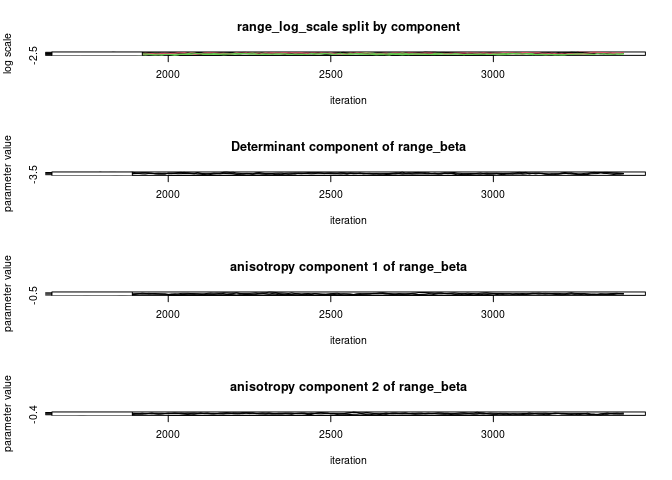 range_log_scale split by component
log scale
-2.5
2000 2500 3000
iteration
Determinant component of range_beta
parameter value
-3.5
2000 2500 3000
iteration
anisotropy component 1 of range_beta
parameter value
-0.5
2000 2500 3000
iteration
anisotropy component 2 of range_beta
parameter value
-0.4
2000 2500 3000
iteration